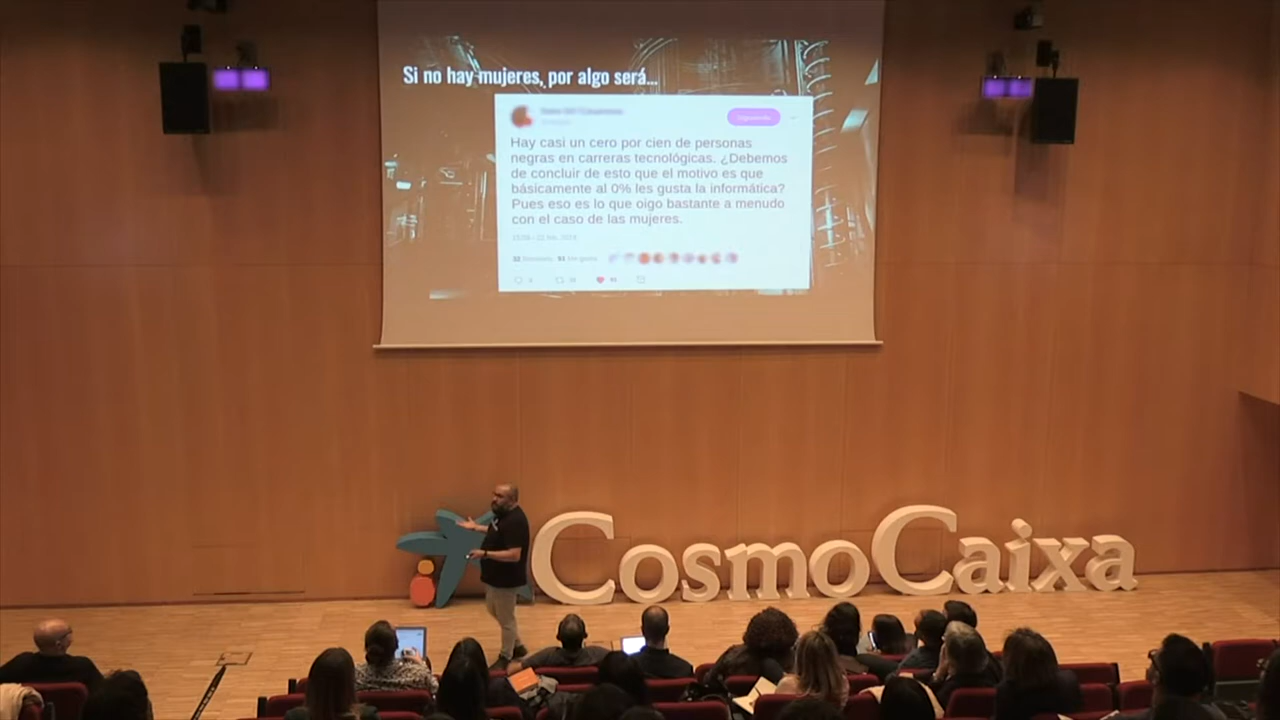 Si no hay mujeres, por algo será...
Hay casi un cero por cien de personas
negras en carreras tecnológicas. ¿Debemos
de concluir de esto que el motivo es que
básicamente al 0% les gusta la informática?
Pues eso es lo que oigo bastante a menudo
con el caso de las mujeres.
CosmoCaixa